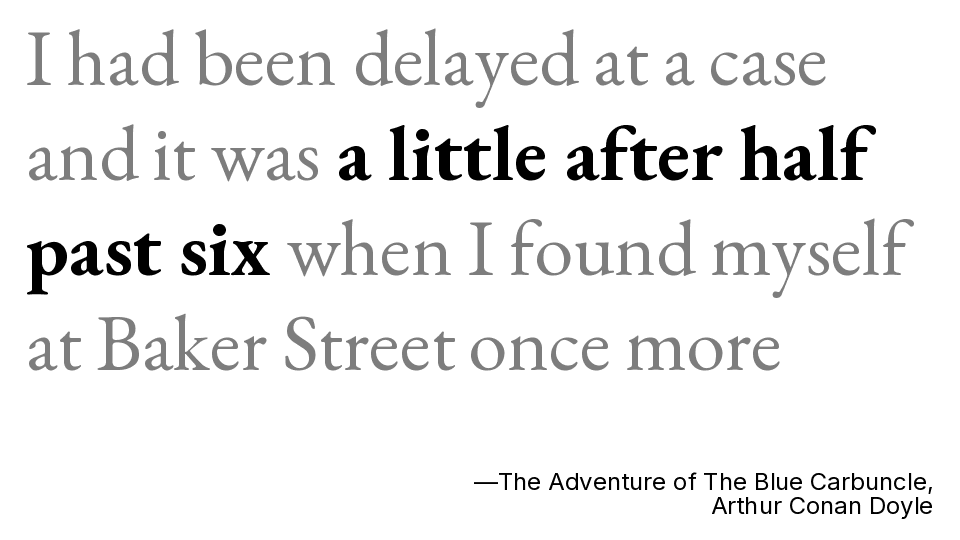 I had been delayed at a case
and it was a little after half
past six when I found myself
at Baker Street once more
—The Adventure of The Blue Carbuncle,
Arthur Conan Doyle